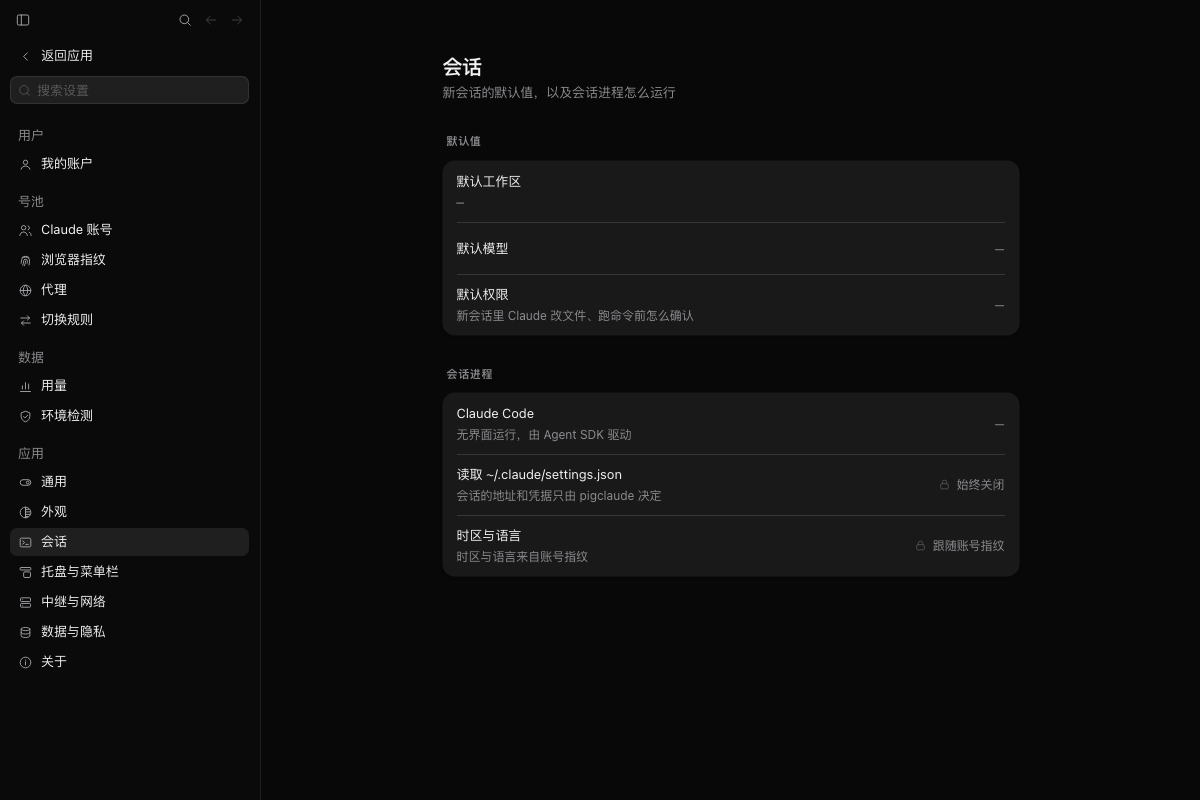 返回应用
搜索设置
用户
我的账户
号池
Claude 账号
浏览器指纹
代理
切换规则
数据
用量
环境检测
应用
通用
外观
会话
托盘与菜单栏
中继与网络
数据与隐私
关于
会话
新会话的默认值，以及会话进程怎么运行
默认值
默认工作区
—
默认模型
—
默认权限
新会话里 Claude 改文件、跑命令前怎么确认
—
会话进程
Claude Code
无界面运行，由 Agent SDK 驱动
—
读取 ~/.claude/settings.json
会话的地址和凭据只由 pigclaude 决定
始终关闭
时区与语言
时区与语言来自账号指纹
跟随账号指纹